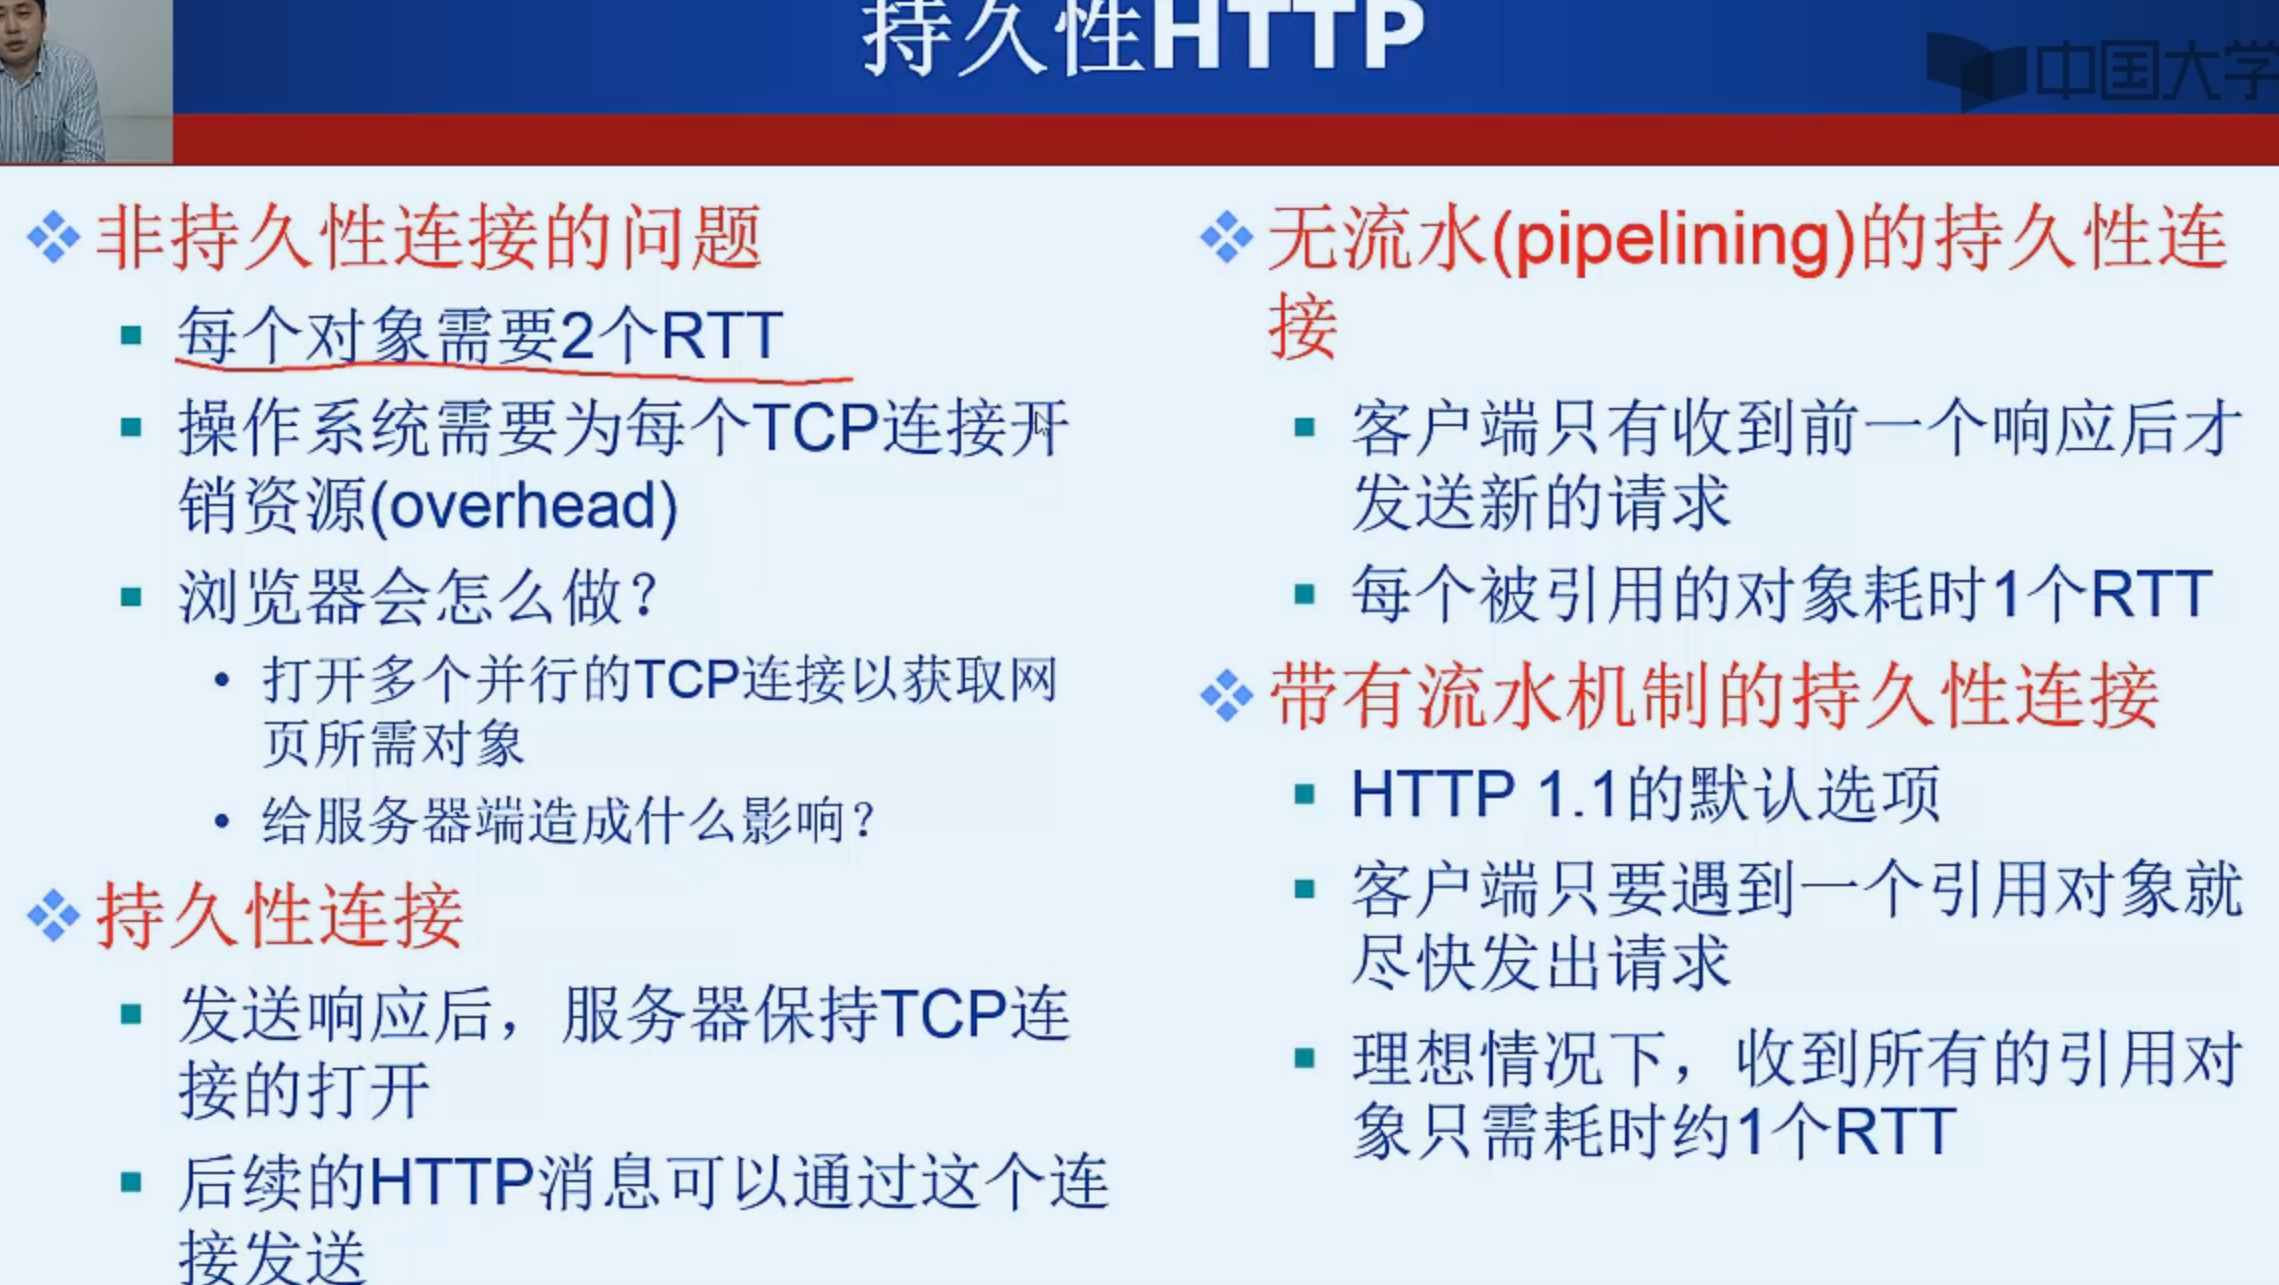 持久性HTTP
中国大学
非持久性连接的问题
每个对象需要2个RTT
操作系统需要为每个TCP连接开
销资源(overhead)
浏览器会怎么做？
打开多个并行的TCP连接以获取网
页所需对象
给服务器端造成什么影响？
持久性连接
发送响应后，服务器保持TCP连
接的打开
后续的HTTP消息可以通过这个连
接发送
无流水(pipelining)的持久性连
接
客户端只有收到前一个响应后才
发送新的请求
每个被引用的对象耗时1个RTT
带有流水机制的持久性连接
HTTP 1.1的默认选项
客户端只要遇到一个引用对象就
尽快发出请求
理想情况下，收到所有的引用对
象只需耗时约1个RTT